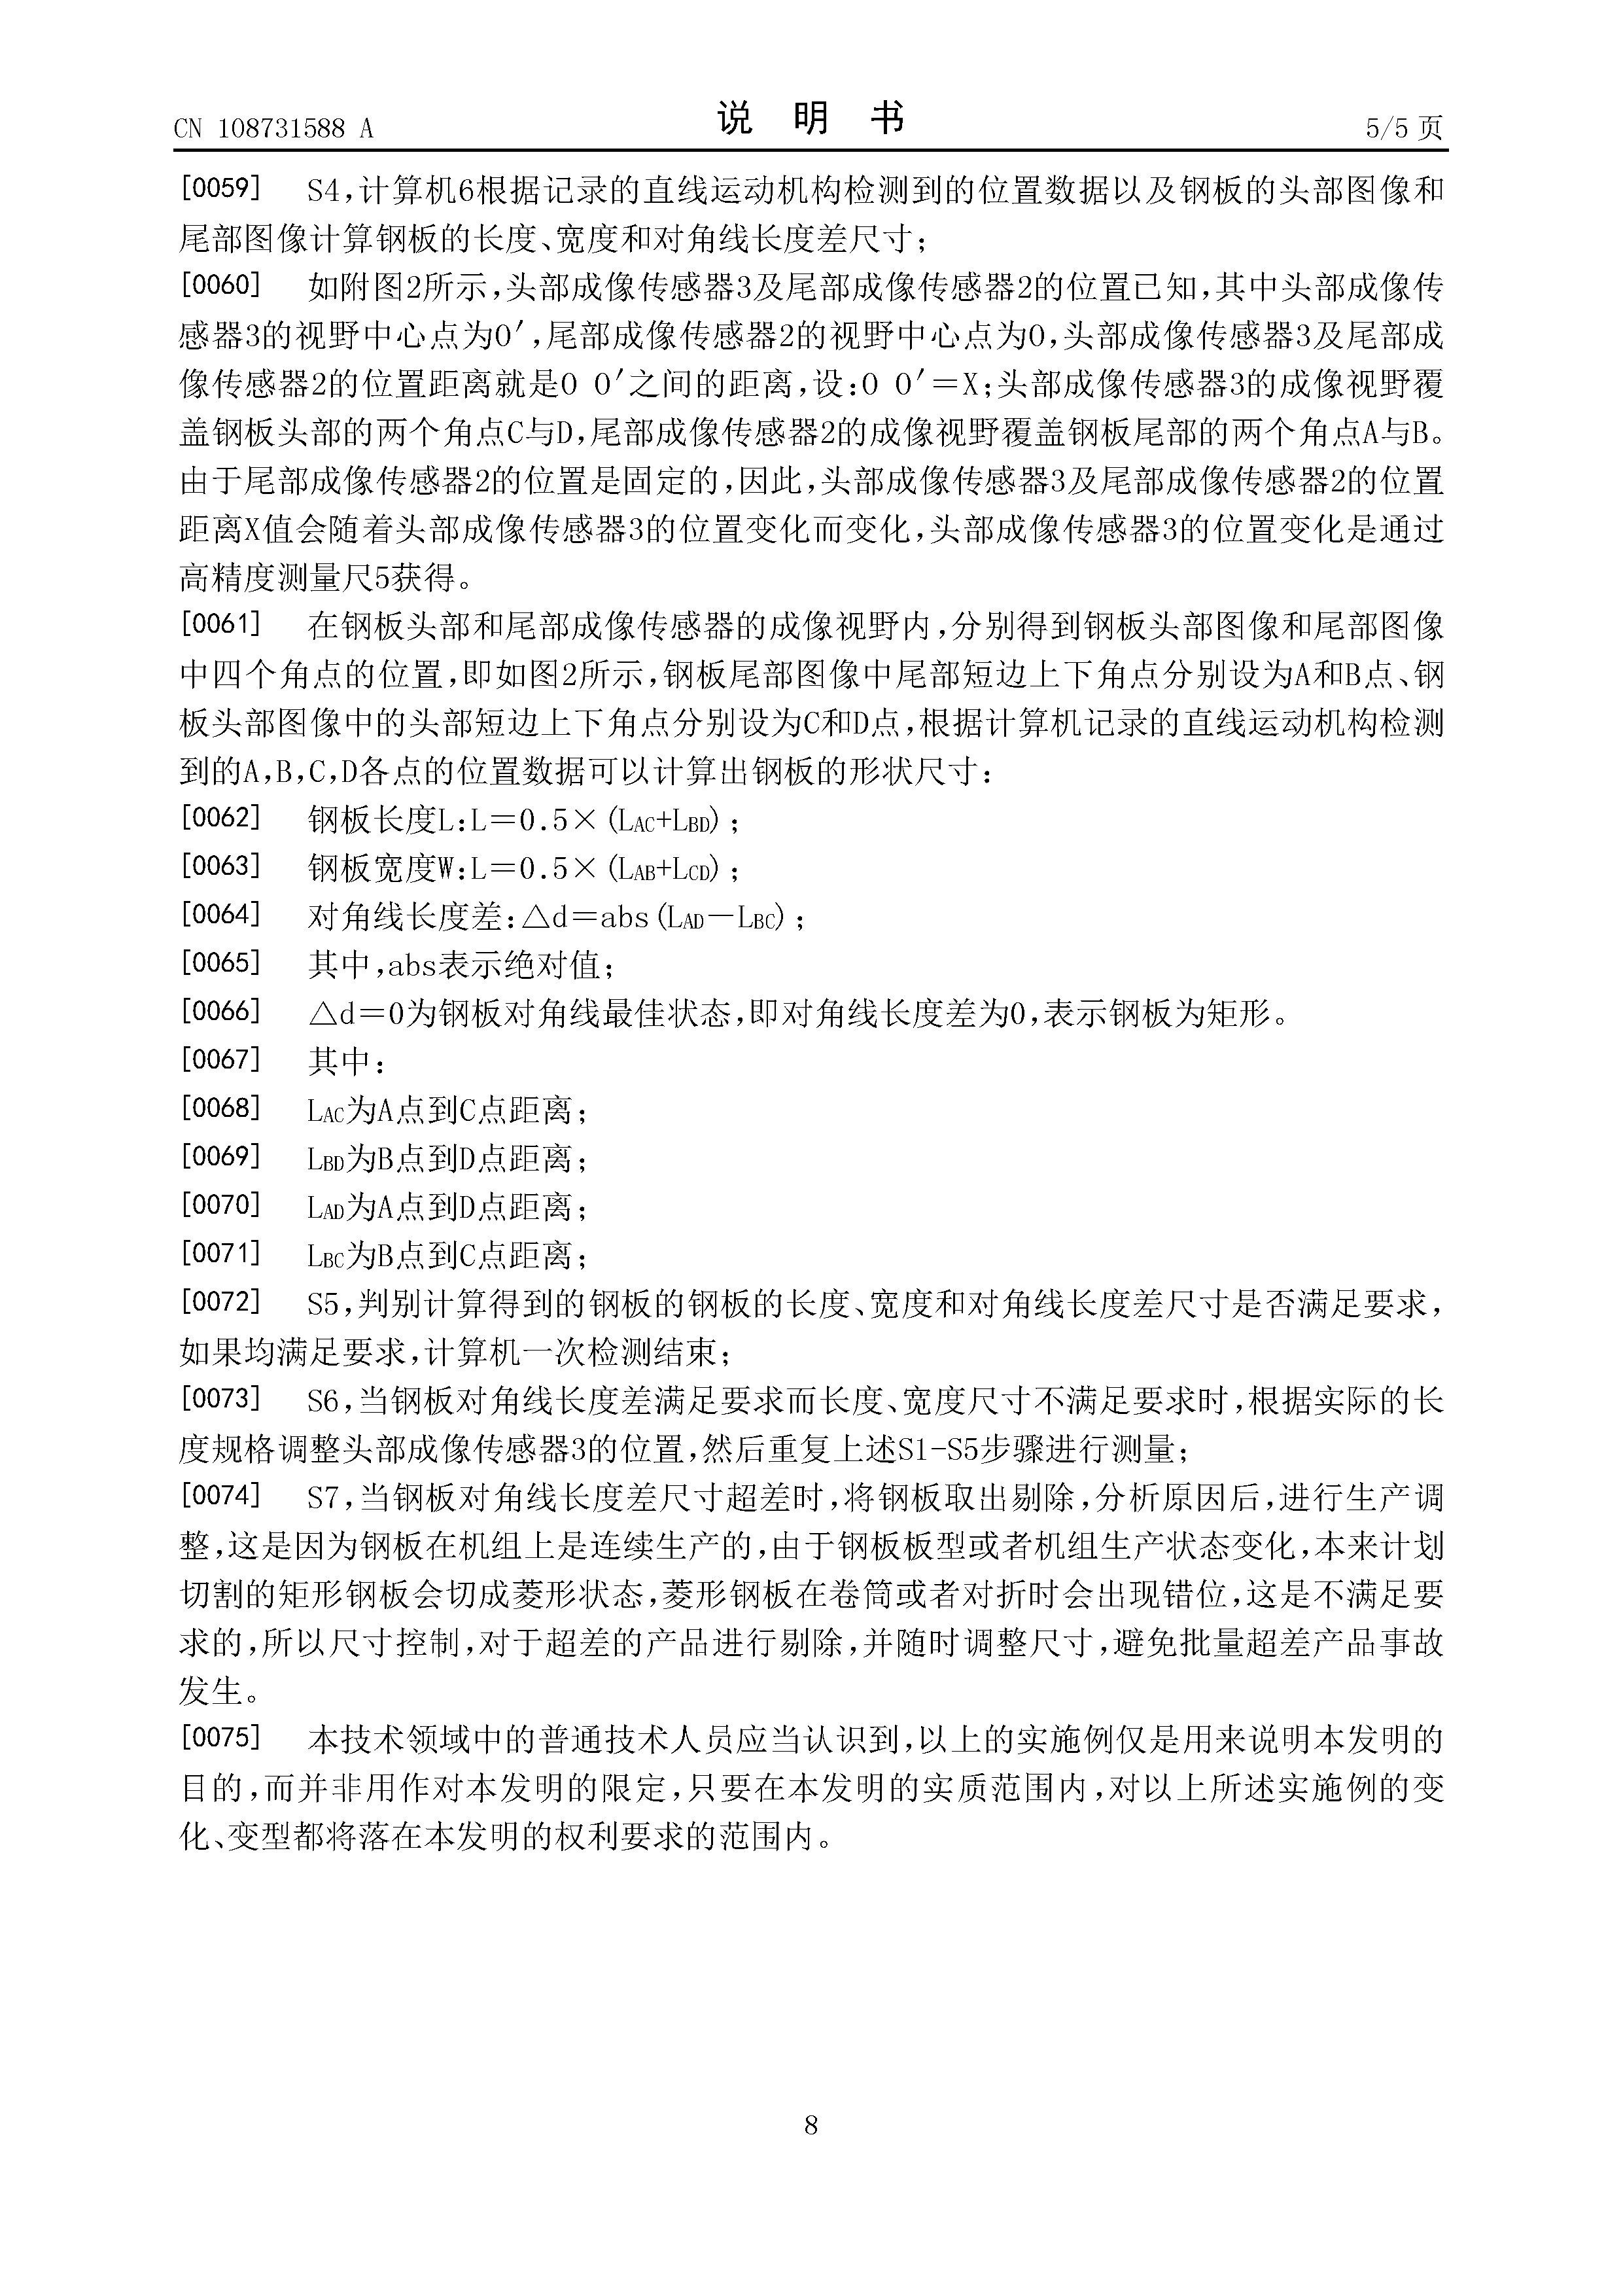 CN 108731588 A
说 明 书
5/5 页
[0059] S4,计算机6根据记录的直线运动机构检测到的位置数据以及钢板的头部图像和
尾部图像计算钢板的长度、宽度和对角线长度差尺寸;
[0060] 如附图2所示,头部成像传感器3及尾部成像传感器2的位置已知,其中头部成像传
感器3的视野中心点为O′,尾部成像传感器2的视野中心点为O,头部成像传感器3及尾部成
像传感器2的位置距离就是O O′之间的距离,设:O O′＝X;头部成像传感器3的成像视野覆
盖钢板头部的两个角点C与D,尾部成像传感器2的成像视野覆盖钢板尾部的两个角点A与B。
由于尾部成像传感器2的位置是固定的,因此,头部成像传感器3及尾部成像传感器2的位置
距离X值会随着头部成像传感器3的位置变化而变化,头部成像传感器3的位置变化是通过
高精度测量尺5获得。
[0061] 在钢板头部和尾部成像传感器的成像视野内,分别得到钢板头部图像和尾部图像
中四个角点的位置,即如图2所示,钢板尾部图像中尾部短边上下角点分别设为A和B点、钢
板头部图像中的头部短边上下角点分别设为C和D点,根据计算机记录的直线运动机构检测
到的A,B,C,D各点的位置数据可以计算出钢板的形状尺寸:
[0062] 钢板长度L:L＝0.5×(LAC+LBD);
[0063] 钢板宽度W:L＝0.5×(LAB+LCD);
[0064] 对角线长度差:△d＝abs(LAD－LBC);
[0065] 其中,abs表示绝对值;
[0066] △d＝0为钢板对角线最佳状态,即对角线长度差为0,表示钢板为矩形。
[0067] 其中:
[0068] LAC为A点到C点距离;
[0069] LBD为B点到D点距离;
[0070] LAD为A点到D点距离;
[0071] LBC为B点到C点距离;
[0072] S5,判别计算得到的钢板的钢板的长度、宽度和对角线长度差尺寸是否满足要求,
如果均满足要求,计算机一次检测结束;
[0073] S6,当钢板对角线长度差满足要求而长度、宽度尺寸不满足要求时,根据实际的长
度规格调整头部成像传感器3的位置,然后重复上述S1-S5步骤进行测量;
[0074] S7,当钢板对角线长度差尺寸超差时,将钢板取出剔除,分析原因后,进行生产调
整,这是因为钢板在机组上是连续生产的,由于钢板板型或者机组生产状态变化,本来计划
切割的矩形钢板会切成菱形状态,菱形钢板在卷筒或者对折时会出现错位,这是不满足要
求的,所以尺寸控制,对于超差的产品进行剔除,并随时调整尺寸,避免批量超差产品事故
发生。
[0075] 本技术领域中的普通技术人员应当认识到,以上的实施例仅是用来说明本发明的
目的,而并非用作对本发明的限定,只要在本发明的实质范围内,对以上所述实施例的变
化、变型都将落在本发明的权利要求的范围内。
8